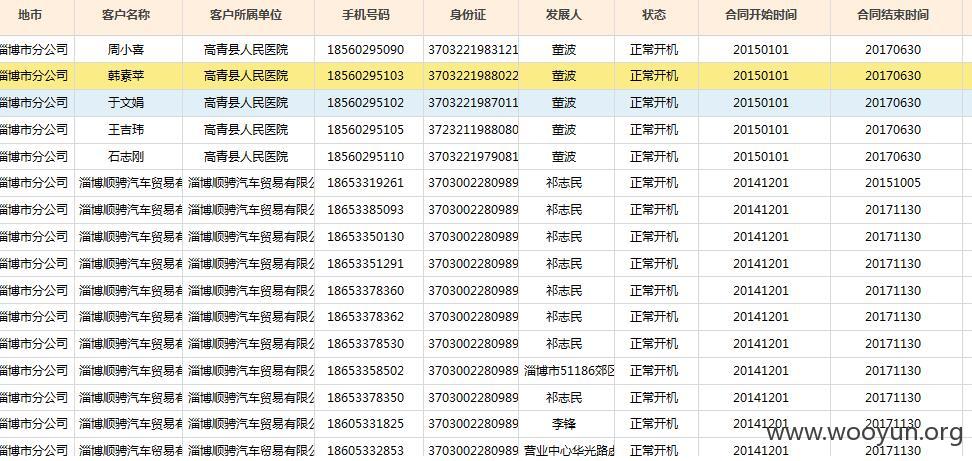 地市 客户名称 客户所属单位 手机号码 身份证 发展人 状态 合同开始时间 合同结束时间
淄博市分公司 周小喜 高青县人民医院 18560295090 3703221983121 董波 正常开机 20150101 20170630
淄博市分公司 韩素苹 高青县人民医院 18560295103 3703221988022 董波 正常开机 20150101 20170630
淄博市分公司 于文娟 高青县人民医院 18560295102 3703221987011 董波 正常开机 20150101 20170630
淄博市分公司 王吉玮 高青县人民医院 18560295105 3723211988080 董波 正常开机 20150101 20170630
淄博市分公司 石志刚 高青县人民医院 18560295110 3703221979081 董波 正常开机 20150101 20170630
淄博市分公司 淄博顺骋汽车贸易有 淄博顺骋汽车贸易有限公 18653319261 3703002280989 祁志民 正常开机 20141201 20151005
淄博市分公司 淄博顺骋汽车贸易有 淄博顺骋汽车贸易有限公 18653385093 3703002280989 祁志民 正常开机 20141201 20171130
淄博市分公司 淄博顺骋汽车贸易有 淄博顺骋汽车贸易有限公 18653350130 3703002280989 祁志民 正常开机 20141201 20171130
淄博市分公司 淄博顺骋汽车贸易有 淄博顺骋汽车贸易有限公 18653351291 3703002280989 祁志民 正常开机 20141201 20171130
淄博市分公司 淄博顺骋汽车贸易有 淄博顺骋汽车贸易有限公 18653378360 3703002280989 祁志民 正常开机 20141201 20171130
淄博市分公司 淄博顺骋汽车贸易有 淄博顺骋汽车贸易有限公 18653378362 3703002280989 祁志民 正常开机 20141201 20171130
淄博市分公司 淄博顺骋汽车贸易有 淄博顺骋汽车贸易有限公 18653378530 3703002280989 祁志民 正常开机 20141201 20171130
淄博市分公司 淄博顺骋汽车贸易有 淄博顺骋汽车贸易有限公 18653358502 3703002280989 淄博市51186郊区 正常开机 20141201 20171130
淄博市分公司 淄博顺骋汽车贸易有 淄博顺骋汽车贸易有限公 18653378350 3703002280989 祁志民 正常开机 20141201 20171130
淄博市分公司 淄博顺骋汽车贸易有 淄博顺骋汽车贸易有限公 18605331825 3703002280989 李锋 正常开机 20141201 20171130
淄博市分公司 淄博顺骋汽车贸易有 淄博顺骋汽车贸易有限公 18605332853 3703002280989 营业中心华光路 正常开机 20141201 20171130
www.wooyun.org